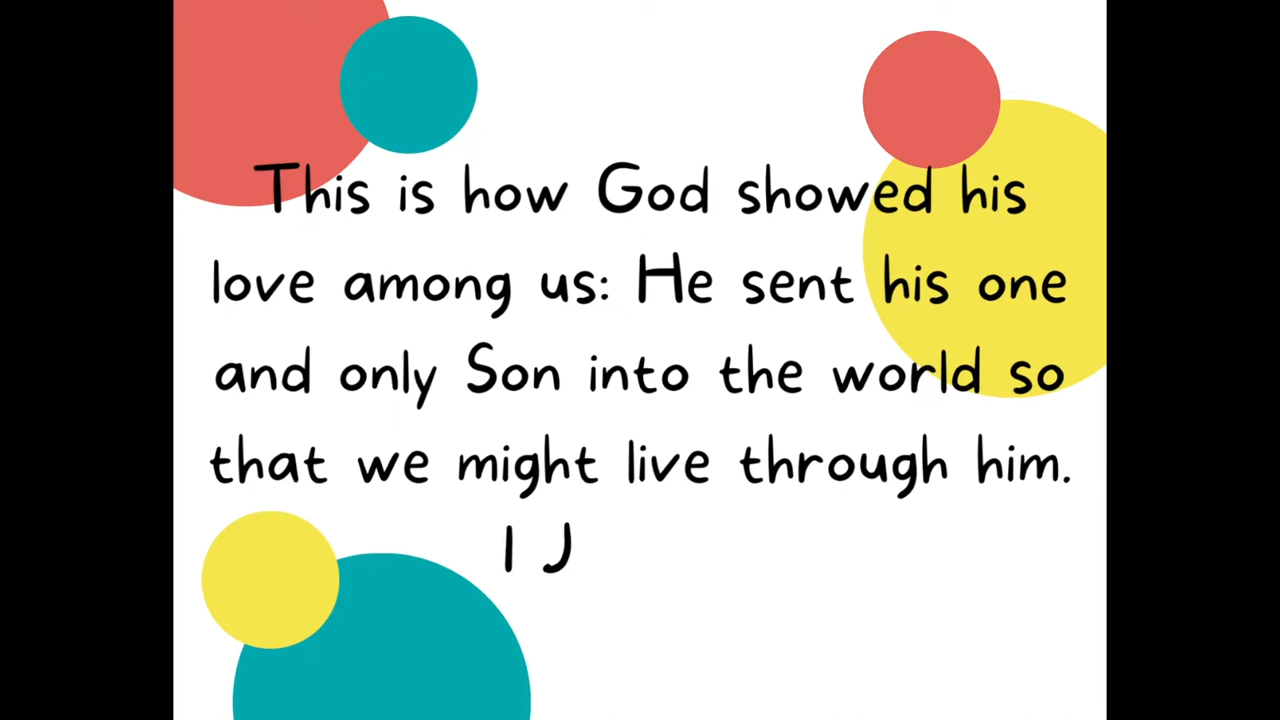 This is how God showed his
love among us: He sent his one
and only Son into the world so
that we might live through him.
1 J